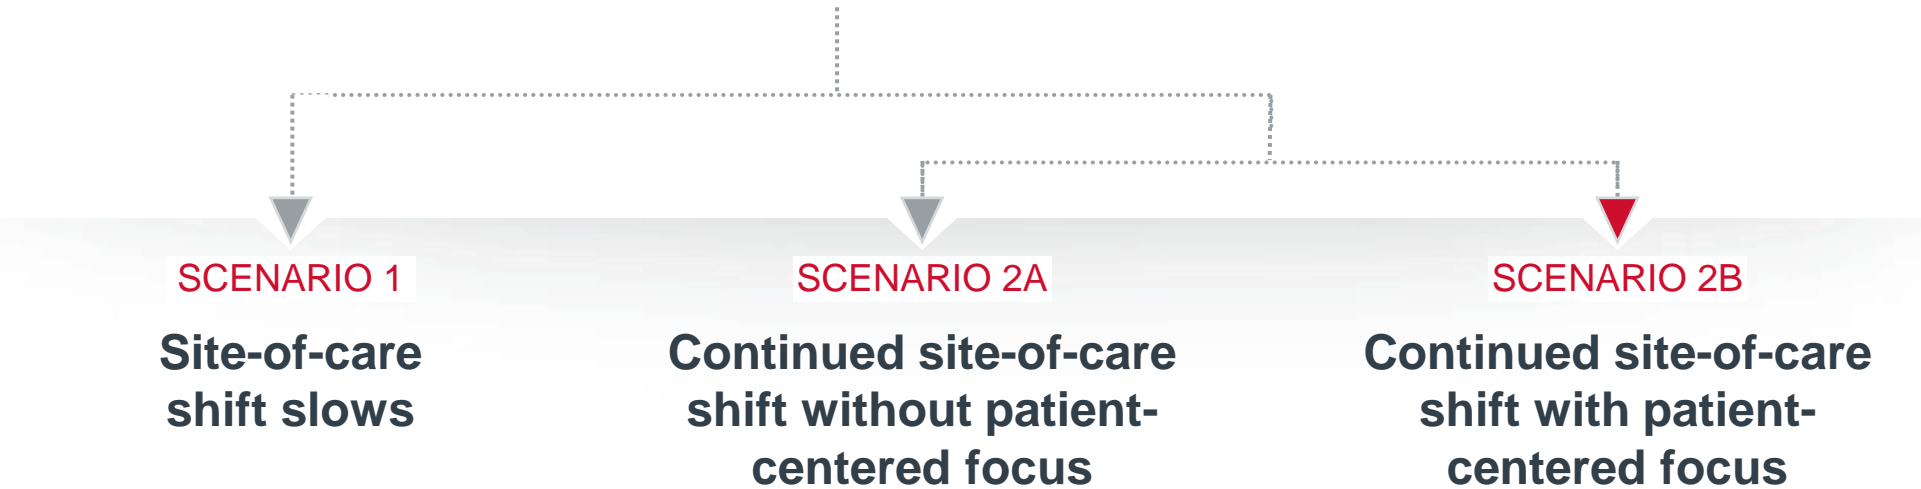 SCENARIO 1
Site-of-care
shift slows
SCENARIO 2A
Continued site-of-care
shift without patient-
centered focus
SCENARIO 2B
Continued site-of-care
shift with patient-
centered focus